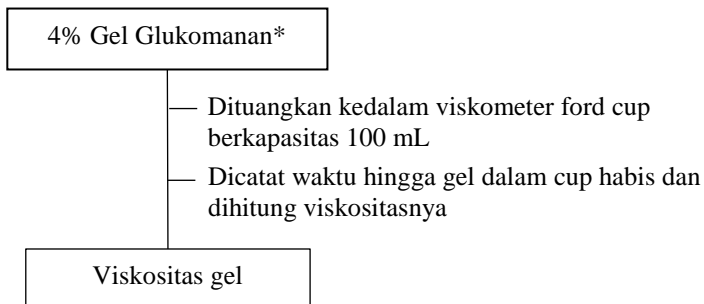 4% Gel Glukomanan*
Dituangkan kedalam viskometer ford cup
berkapasitas 100 mL
Dicatat waktu hingga gel dalam cup habis dan
dihitung viskositasnya
Viskositas gel